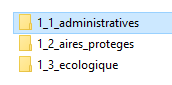 1_1_administratives
1_2_aires_proteges
1_3_ecologique